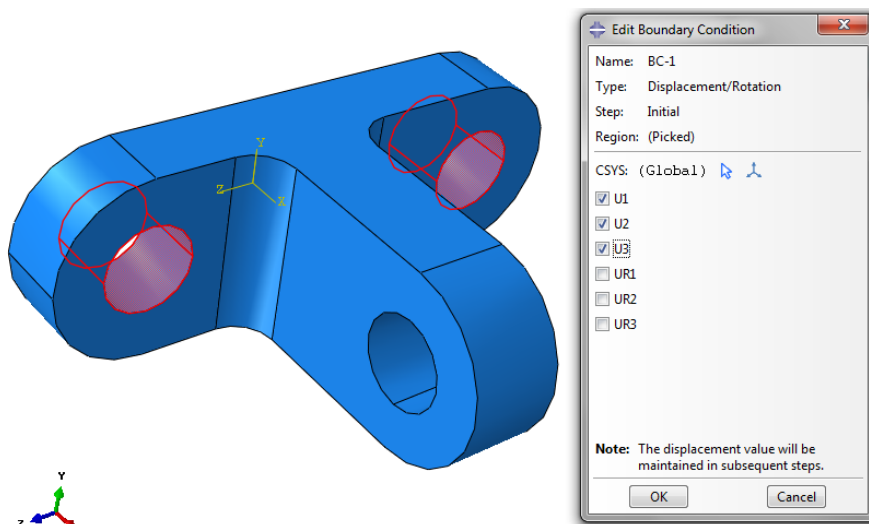 Edit Boundary Condition
Name: BC-1
Type: Displacement/Rotation
Step: Initial
Region: (Picked)
CSYS: (Global)
U1
U2
U3
UR1
UR2
UR3
Note: The displacement value will be
maintained in subsequent steps.
OK Cancel
Y
Z
X
Y
Z